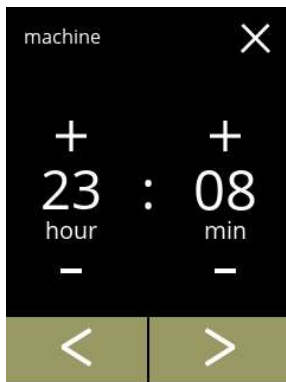 machine
+ +
23 : 08
hour min
- -
< >